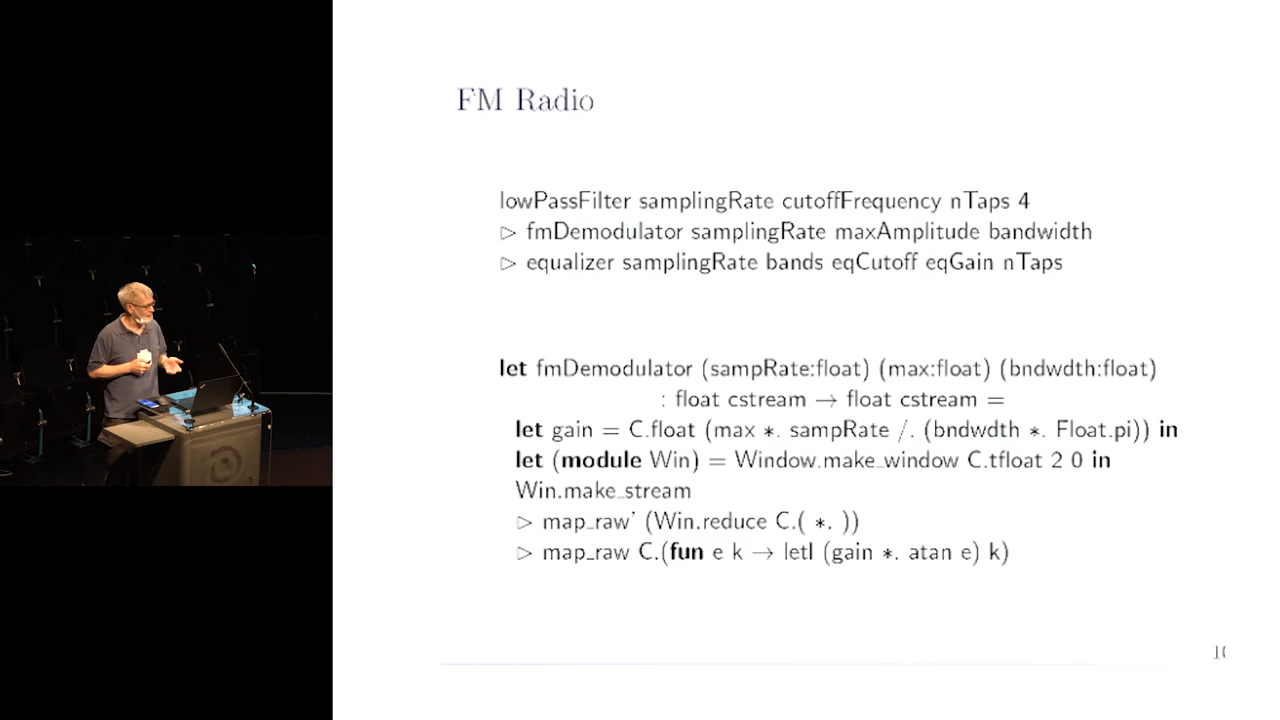 FM Radio
lowPassFilter samplingRate cutoffFrequency nTaps 4
▷ fmDemodulator samplingRate maxAmplitude bandwidth
▷ equalizer samplingRate bands eqCutoff eqGain nTaps
let fmDemodulator (sampRate:float) (max:float) (bndwdth:float)
: float cstream → float cstream =
let gain = C.float (max *. sampRate /. (bndwdth *. Float.pi)) in
let (module Win) = Window.make_window C.tfloat 2 0 in
Win.make_stream
▷ map_raw' (Win.reduce C.( *. ))
▷ map_raw C.(fun e k → letl (gain *. atan e) k)